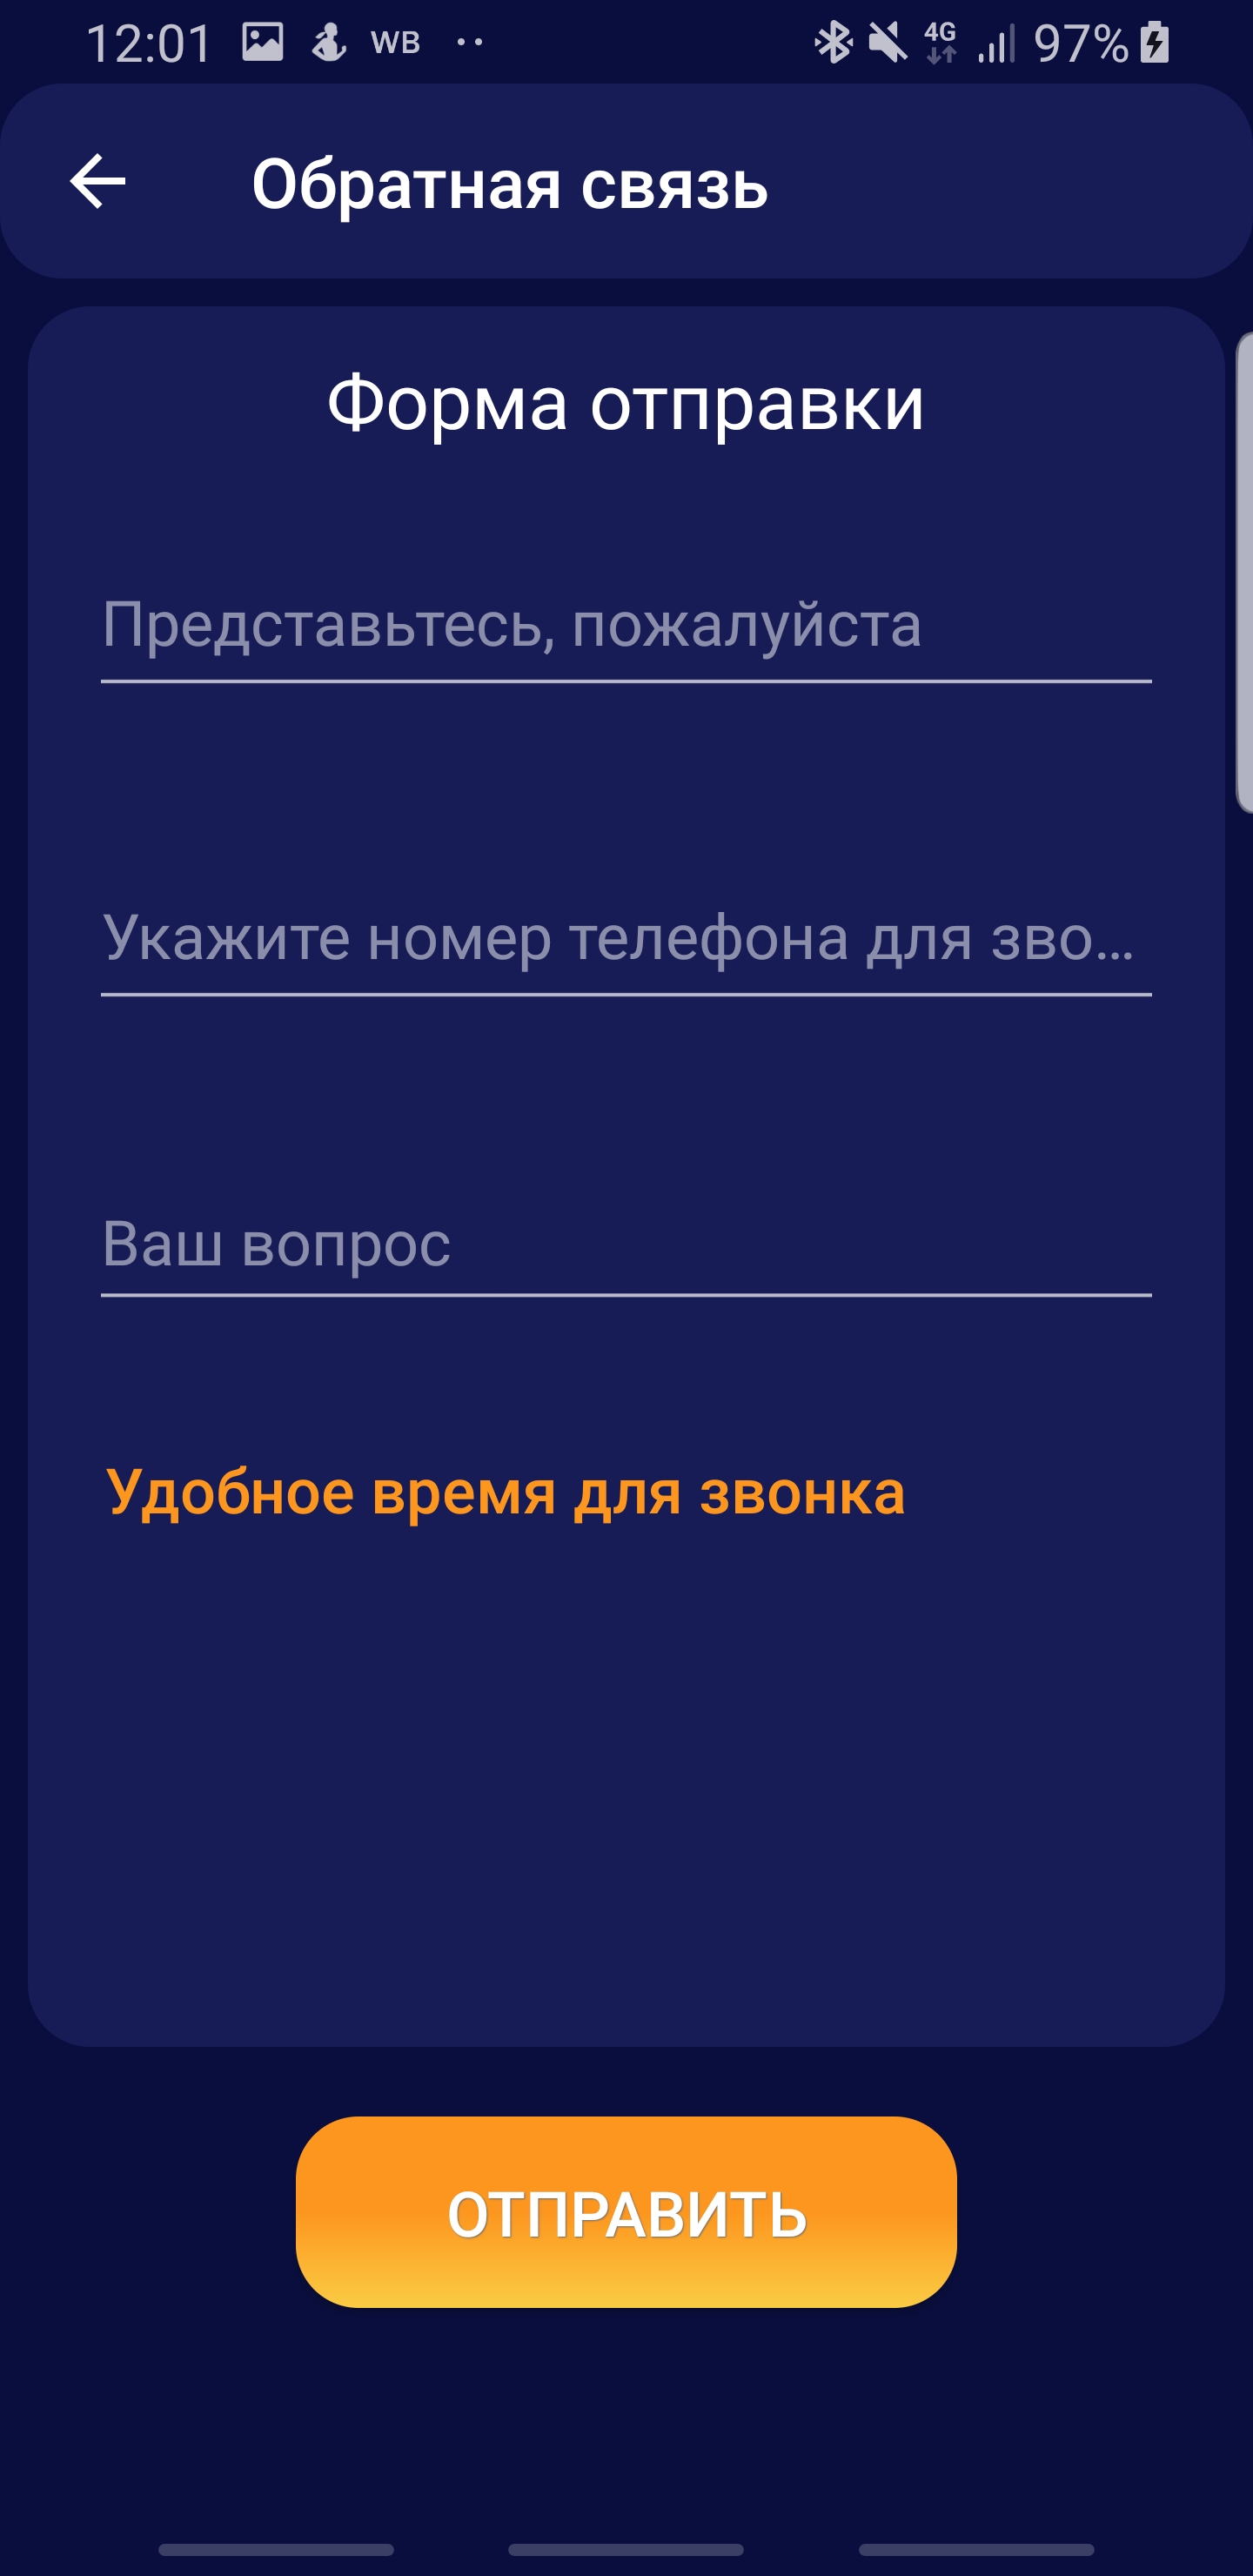 12:01 WB 4G 97%
Обратная связь
Форма отправки
Представьтесь, пожалуйста
Укажите номер телефона для зво...
Ваш вопрос
Удобное время для звонка
ОТПРАВИТЬ